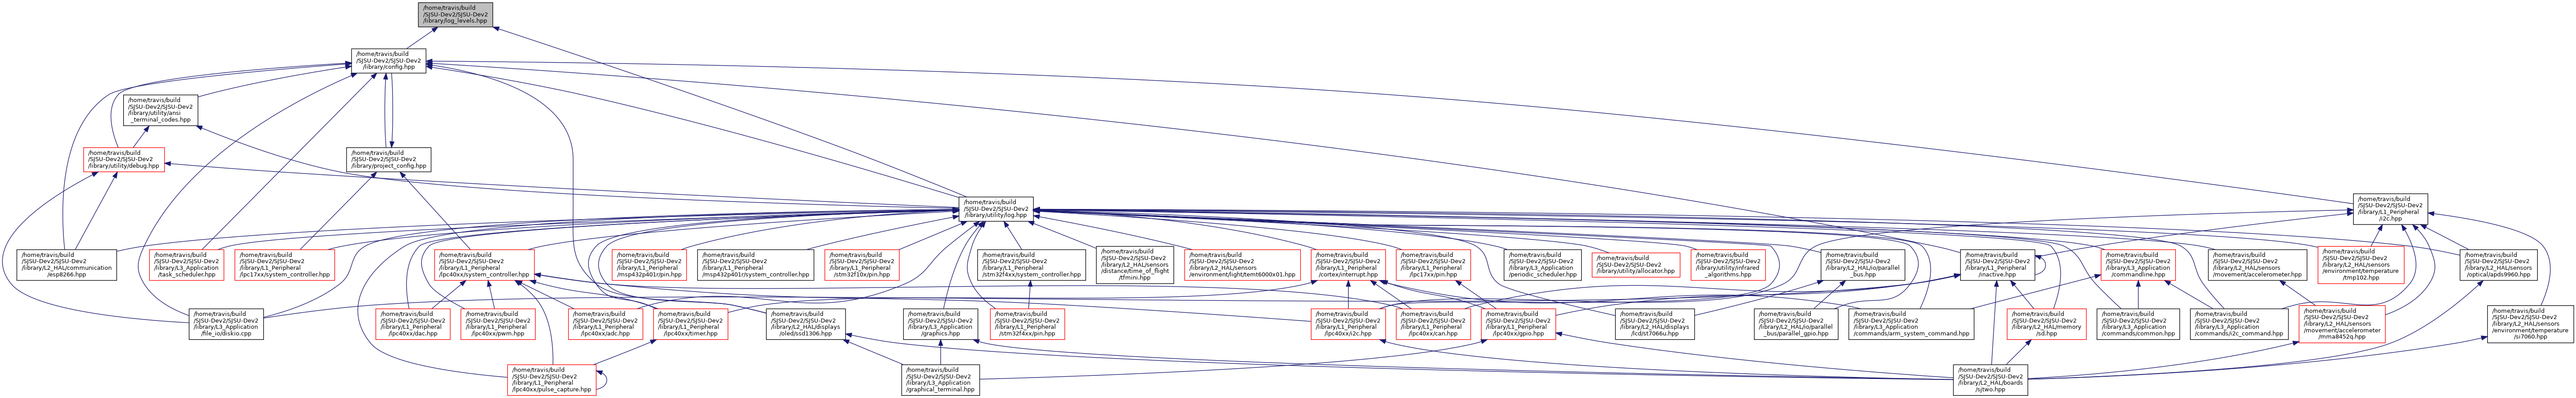 /home/travis/build
/SJSU-Dev2/SJSU-Dev2
/library/log_levels.hpp
/home/travis/build
/SJSU-Dev2/SJSU-Dev2
/library/config.hpp
/home/travis/build
/SJSU-Dev2/SJSU-Dev2
/library/utility/ansi
_terminal_codes.hpp
/home/travis/build
/SJSU-Dev2/SJSU-Dev2
/library/utility/debug.hpp
/home/travis/build
/SJSU-Dev2/SJSU-Dev2
/library/project_config.hpp
/home/travis/build
/SJSU-Dev2/SJSU-Dev2
/library/utility/log.hpp
/home/travis/build
/SJSU-Dev2/SJSU-Dev2
/library/L1_Peripheral
/i2c.hpp
/home/travis/build
/SJSU-Dev2/SJSU-Dev2
/library/L2_HAL/communication
/esp8266.hpp
/home/travis/build
/SJSU-Dev2/SJSU-Dev2
/library/L3_Application
/task_scheduler.hpp
/home/travis/build
/SJSU-Dev2/SJSU-Dev2
/library/L1_Peripheral
/lpc17xx/system_controller.hpp
/home/travis/build
/SJSU-Dev2/SJSU-Dev2
/library/L1_Peripheral
/lpc40xx/system_controller.hpp
/home/travis/build
/SJSU-Dev2/SJSU-Dev2
/library/L1_Peripheral
/msp432p401r/pin.hpp
/home/travis/build
/SJSU-Dev2/SJSU-Dev2
/library/L1_Peripheral
/msp432p401r/system_controller.hpp
/home/travis/build
/SJSU-Dev2/SJSU-Dev2
/library/L1_Peripheral
/stm32f10x/pin.hpp
/home/travis/build
/SJSU-Dev2/SJSU-Dev2
/library/L1_Peripheral
/stm32f4xx/system_controller.hpp
/home/travis/build
/SJSU-Dev2/SJSU-Dev2
/library/L2_HAL/sensors
/distance/time_of_flight
/tfmini.hpp
/home/travis/build
/SJSU-Dev2/SJSU-Dev2
/library/L2_HAL/sensors
/environment/light/temt6000x01.hpp
/home/travis/build
/SJSU-Dev2/SJSU-Dev2
/library/L1_Peripheral
/cortex/interrupt.hpp
/home/travis/build
/SJSU-Dev2/SJSU-Dev2
/library/L1_Peripheral
/lpc17xx/pin.hpp
/home/travis/build
/SJSU-Dev2/SJSU-Dev2
/library/L3_Application
/periodic_scheduler.hpp
/home/travis/build
/SJSU-Dev2/SJSU-Dev2
/library/utility/allocator.hpp
/home/travis/build
/SJSU-Dev2/SJSU-Dev2
/library/utility/infrared
_algorithms.hpp
/home/travis/build
/SJSU-Dev2/SJSU-Dev2
/library/L2_HAL/io/parallel
_bus.hpp
/home/travis/build
/SJSU-Dev2/SJSU-Dev2
/library/L1_Peripheral
/inactive.hpp
/home/travis/build
/SJSU-Dev2/SJSU-Dev2
/library/L3_Application
/commandline.hpp
/home/travis/build
/SJSU-Dev2/SJSU-Dev2
/library/L2_HAL/sensors
/movement/accelerometer.hpp
/home/travis/build
/SJSU-Dev2/SJSU-Dev2
/library/L2_HAL/sensors
/environment/temperature
/tmp102.hpp
/home/travis/build
/SJSU-Dev2/SJSU-Dev2
/library/L2_HAL/sensors
/optical/apds9960.hpp
/home/travis/build
/SJSU-Dev2/SJSU-Dev2
/library/L3_Application
/file_io/diskio.cpp
/home/travis/build
/SJSU-Dev2/SJSU-Dev2
/library/L1_Peripheral
/lpc40xx/dac.hpp
/home/travis/build
/SJSU-Dev2/SJSU-Dev2
/library/L1_Peripheral
/lpc40xx/pwm.hpp
/home/travis/build
/SJSU-Dev2/SJSU-Dev2
/library/L1_Peripheral
/lpc40xx/adc.hpp
/home/travis/build
/SJSU-Dev2/SJSU-Dev2
/library/L1_Peripheral
/lpc40xx/timer.hpp
/home/travis/build
/SJSU-Dev2/SJSU-Dev2
/library/L2_HAL/displays
/oled/ssd1306.hpp
/home/travis/build
/SJSU-Dev2/SJSU-Dev2
/library/L3_Application
/graphics.hpp
/home/travis/build
/SJSU-Dev2/SJSU-Dev2
/library/L1_Peripheral
/stm32f4xx/pin.hpp
/home/travis/build
/SJSU-Dev2/SJSU-Dev2
/library/L1_Peripheral
/lpc40xx/i2c.hpp
/home/travis/build
/SJSU-Dev2/SJSU-Dev2
/library/L1_Peripheral
/lpc40xx/can.hpp
/home/travis/build
/SJSU-Dev2/SJSU-Dev2
/library/L1_Peripheral
/lpc40xx/gpio.hpp
/home/travis/build
/SJSU-Dev2/SJSU-Dev2
/library/L2_HAL/displays
/lcd/st7066u.hpp
/home/travis/build
/SJSU-Dev2/SJSU-Dev2
/library/L2_HAL/io/parallel
_bus/parallel_gpio.hpp
/home/travis/build
/SJSU-Dev2/SJSU-Dev2
/library/L3_Application
/commands/arm_system_command.hpp
/home/travis/build
/SJSU-Dev2/SJSU-Dev2
/library/L2_HAL/memory
/sd.hpp
/home/travis/build
/SJSU-Dev2/SJSU-Dev2
/library/L3_Application
/commands/common.hpp
/home/travis/build
/SJSU-Dev2/SJSU-Dev2
/library/L3_Application
/commands/i2c_command.hpp
/home/travis/build
/SJSU-Dev2/SJSU-Dev2
/library/L2_HAL/sensors
/movement/accelerometer
/mma8452q.hpp
/home/travis/build
/SJSU-Dev2/SJSU-Dev2
/library/L2_HAL/sensors
/environment/temperature
/si7060.hpp
/home/travis/build
/SJSU-Dev2/SJSU-Dev2
/library/L1_Peripheral
/lpc40xx/pulse_capture.hpp
/home/travis/build
/SJSU-Dev2/SJSU-Dev2
/library/L3_Application
/graphical_terminal.hpp
/home/travis/build
/SJSU-Dev2/SJSU-Dev2
/library/L2_HAL/boards
/sjtwo.hpp